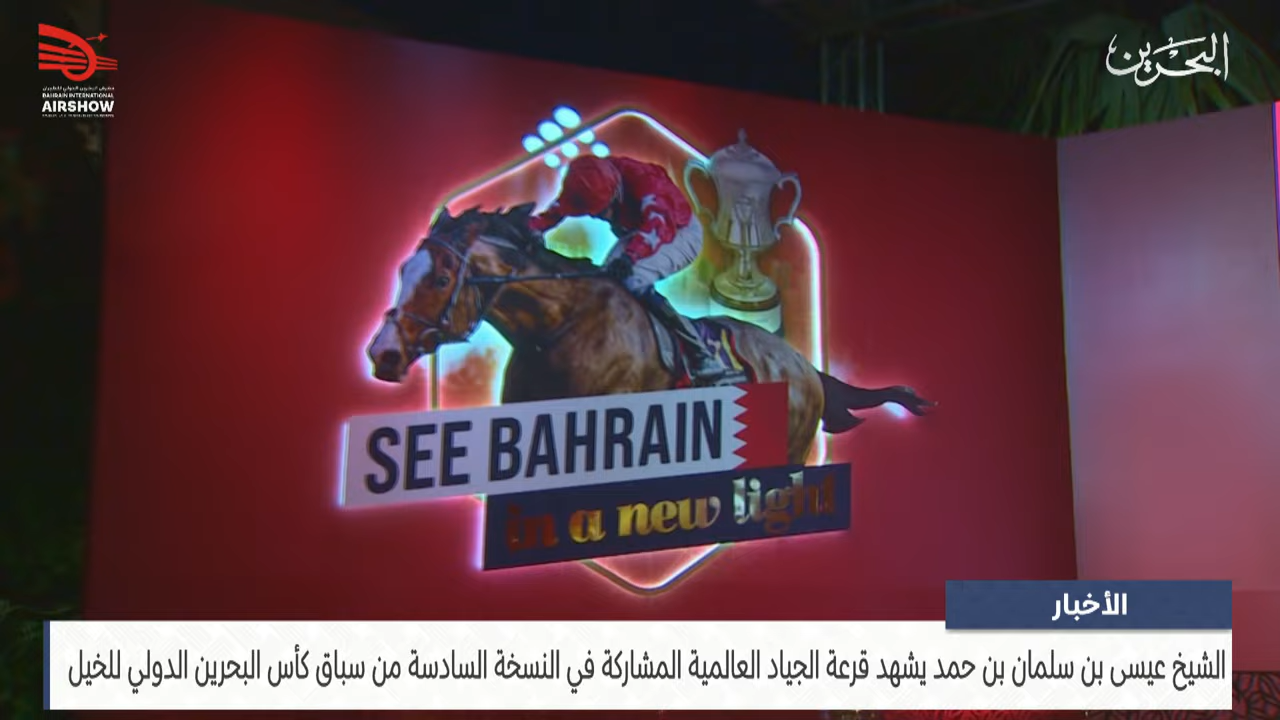 البحرين
BAHRAIN INTERNATIONAL
AIRSHOW
SEE BAHRAIN
in a new light
الأخبار
الشيخ عيسى بن سلمان بن حمد يشهد قرعة الجياد العالمية المشاركة في النسخة السادسة من سباق كأس البحرين الدولي للخيل